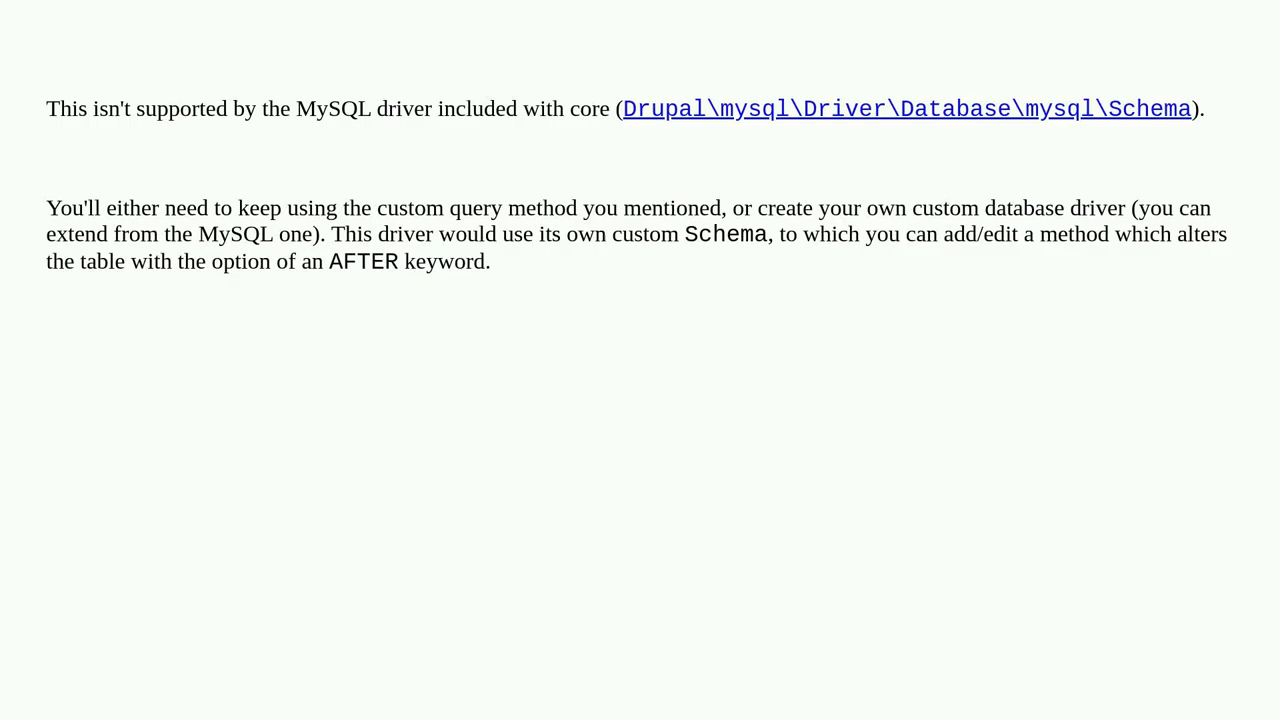 This isn't supported by the MySQL driver included with core (Drupal\mysql\Driver\Database\mysql\Schema).
You'll either need to keep using the custom query method you mentioned, or create your own custom database driver (you can
extend from the MySQL one). This driver would use its own custom Schema, to which you can add/edit a method which alters
the table with the option of an AFTER keyword.